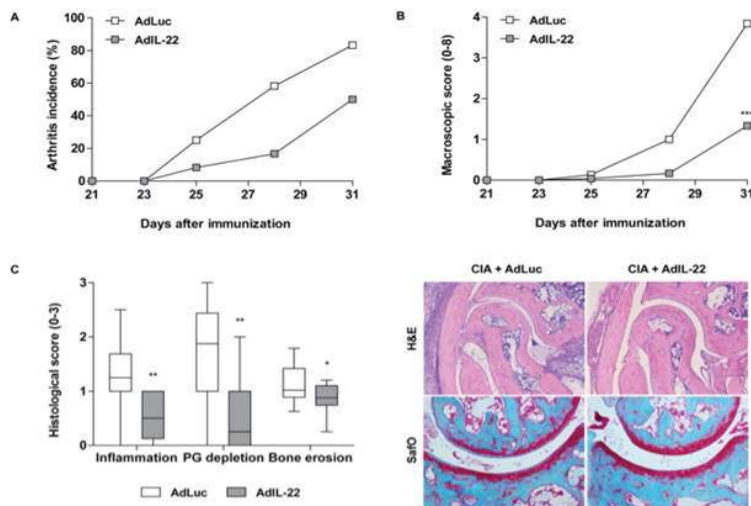 A
AdLuc
AdIL-22
Arthritis incidence (%)
100
80
60
40
20
0
21 23 25 27 29 31
Days after immunization
B
AdLuc
AdIL-22
Macroscopic score (0-8)
4
3
2
1
0
***
21 23 25 27 29 31
Days after immunization
C
Histological score (0-3)
3
2
1
0
**
**
*
Inflammation PG depletion Bone erosion
AdLuc AdIL-22
CIA + AdLuc CIA + AdIL-22
H&E
SafO